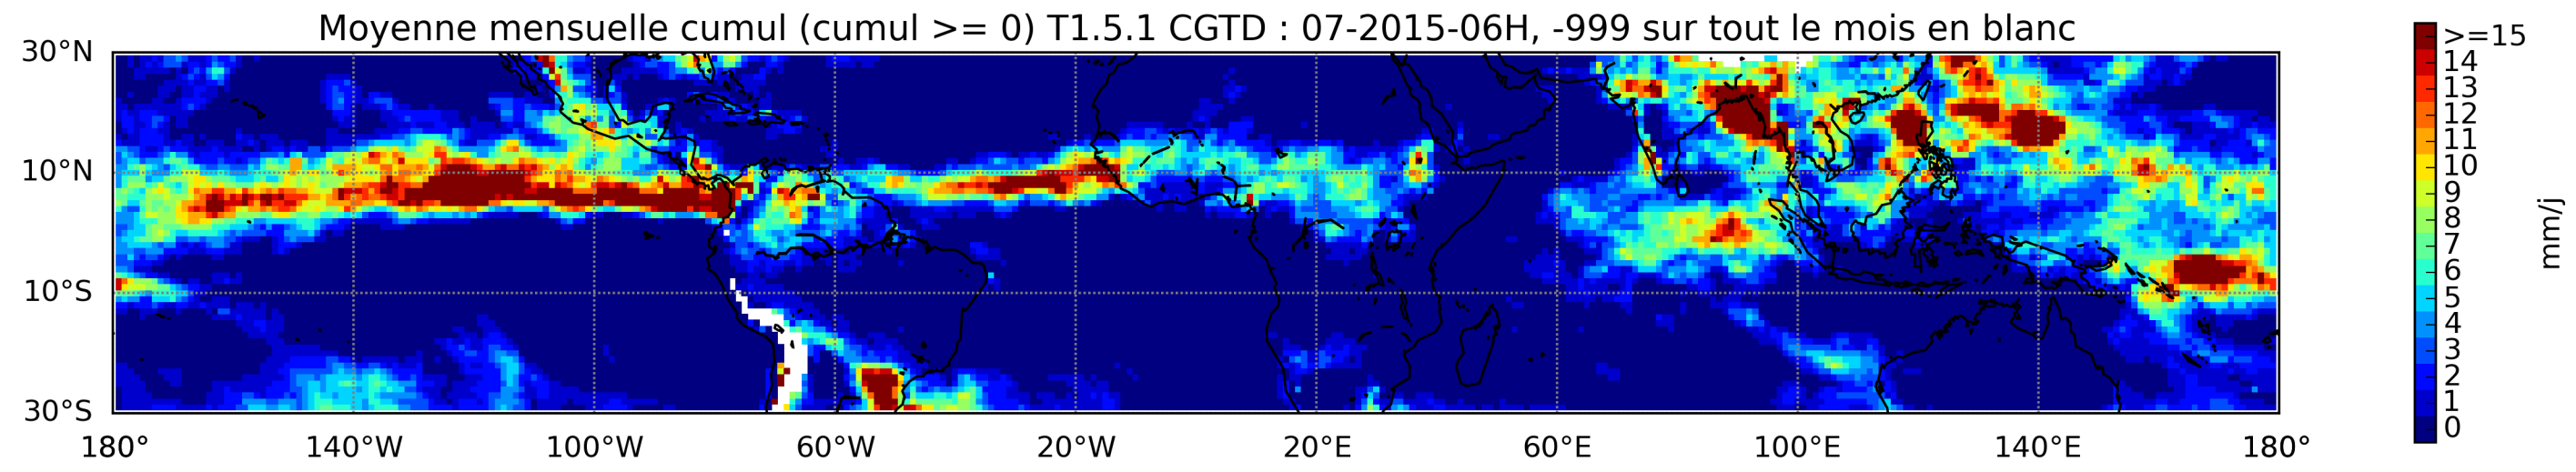 Moyenne mensuelle cumul (cumul >= 0) T1.5.1 CGTD : 07-2015-06H, -999 sur tout le mois en blanc
30°N
10°N
10°S
30°S
180°
140°W
100°W
60°W
20°W
20°E
60°E
100°E
140°E
180°
>=15
14
13
12
11
10
9
8
7
6
5
4
3
2
1
0
mm/j